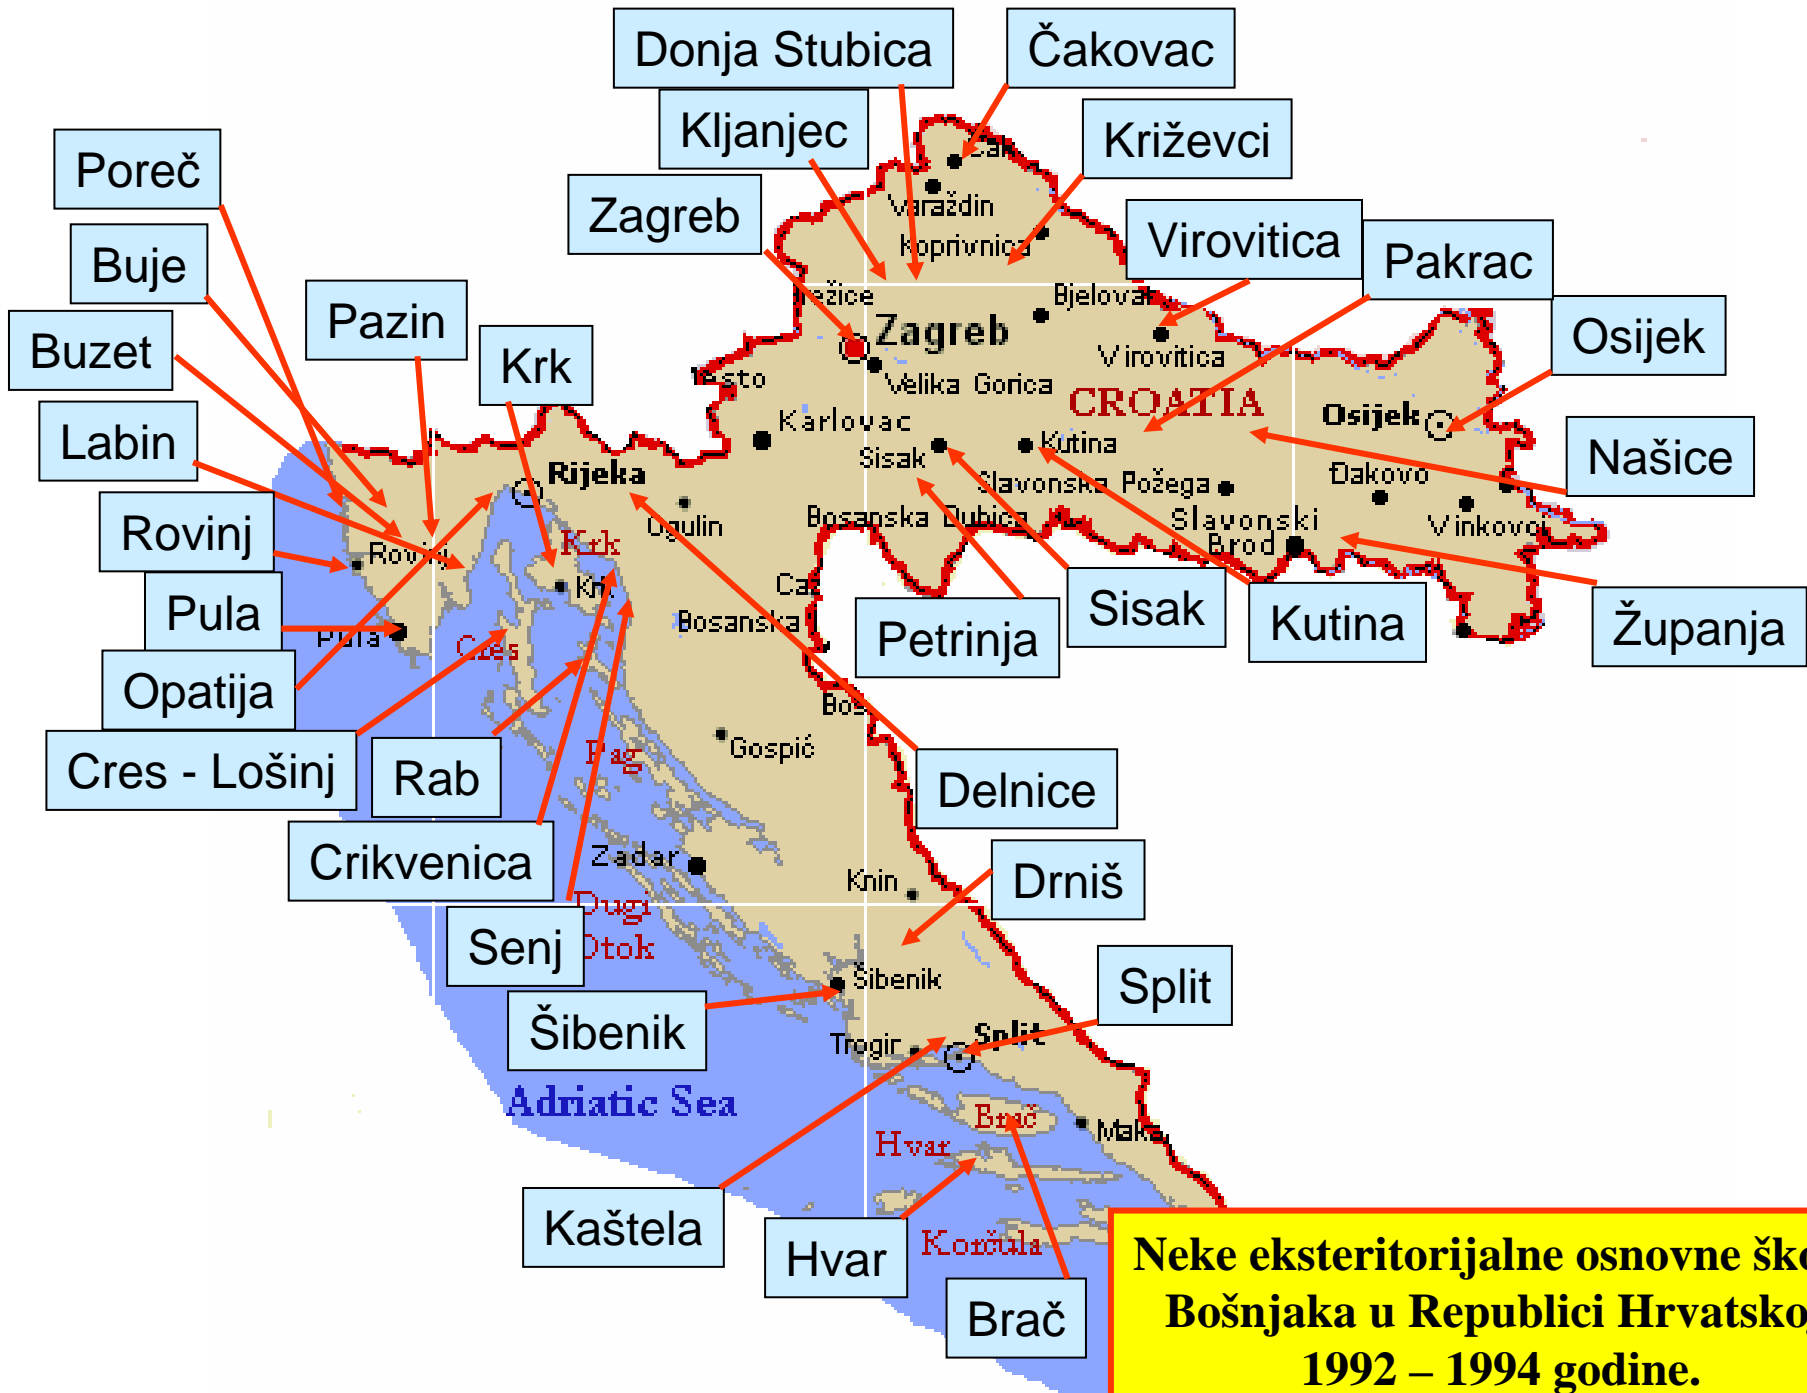 Donja Stubica
Čakovac
Kljanjec
Križevci
Poreč
Zagreb
Virovitica
Pakrac
Buje
Pazin
Osijek
Buzet
Krk
Labin
Našice
Rovinj
Pula
Sisak
Kutina
Županja
Petrinja
Opatija
Cres - Lošinj
Rab
Delnice
Crikvenica
Drniš
Senj
Split
Šibenik
Kaštela
Hvar
Brač
Varaždin
Koprivnica
Bjelovar
Zagreb
Virovitica
Velika Gorica
CROATIA
Osijek
Karlovac
Kutina
Sisak
Đakovo
Rijeka
Slavonska Požega
Ogulin
Bosanska Dubica
Slavonski
Brod
Vinkovci
Krk
Rovinj
Krk
Bosanska
Pula
Cres
Gospić
Pag
Zadar
Knin
Dugi
Otok
Šibenik
Trogir
Split
Adriatic Sea
Brač
Hvar
Korčula
Neke eksteritorijalne osnovne ško
Bošnjaka u Republici Hrvatskoj
1992 – 1994 godine.